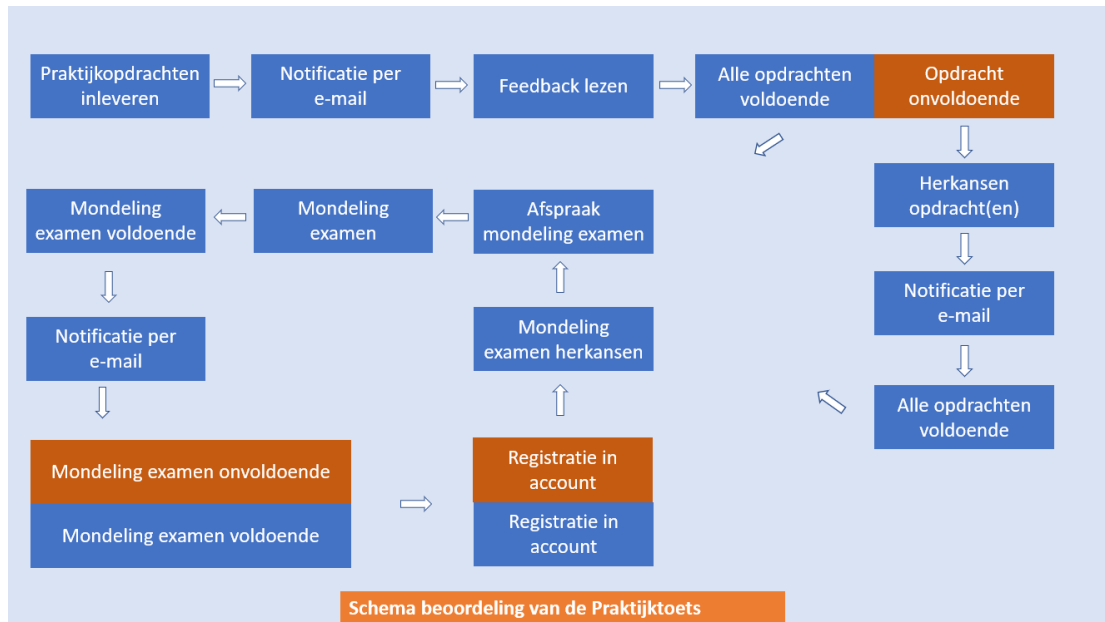 Praktijkopdrachten
inleveren
Notificatie per
e-mail
Feedback lezen
Alle opdrachten
voldoende
Opdracht
onvoldoende
Herkansen
opdracht(en)
Notificatie per
e-mail
Alle opdrachten
voldoende
Afspraak
mondeling examen
Mondeling
examen
Mondeling
examen voldoende
Notificatie per
e-mail
Mondeling examen onvoldoende
Mondeling examen voldoende
Registratie in
account
Registratie in
account
Mondeling
examen herkansen
Schema beoordeling van de Praktijktoets